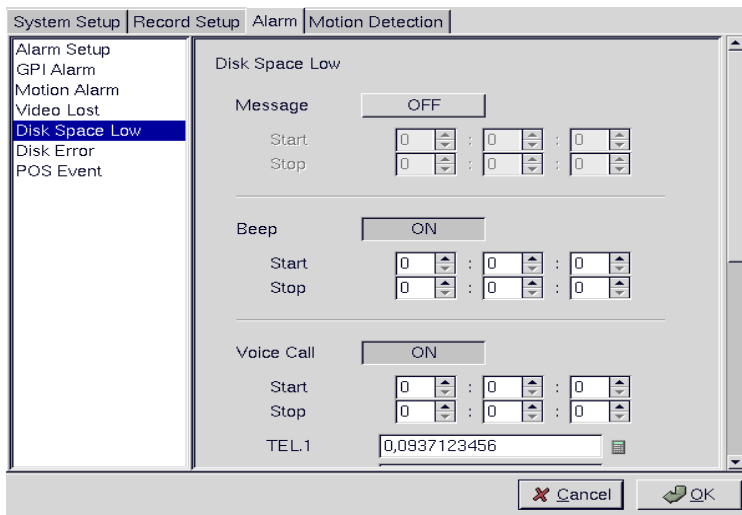 System Setup Record Setup Alarm Motion Detection
Alarm Setup
GPI Alarm
Motion Alarm
Video Lost
Disk Space Low
Disk Error
POS Event
Disk Space Low
Message OFF
Start 0 : 0 : 0
Stop 0 : 0 : 0
Beep ON
Start 0 : 0 : 0
Stop 0 : 0 : 0
Voice Call ON
Start 0 : 0 : 0
Stop 0 : 0 : 0
TEL.1 0,0937123456
Cancel OK